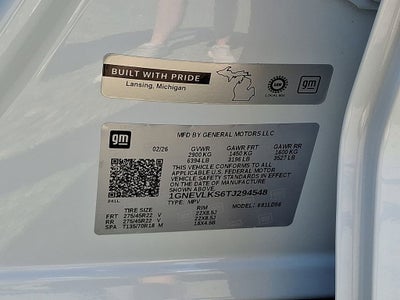 BUILT WITH PRIDE
Lansing, Michigan
gm
gm
MFD BY GENERAL MOTORS LLC
02/26 GVWR GAWR FRT GAWR RR
2900 KG 1450 KG 1600 KG
6394 LB 3196 LB 3527 LB
THIS VEHICLE CONFORMS TO ALL
APPLICABLE U.S. FEDERAL MOTOR
VEHICLE SAFETY STANDARDS IN
EFFECT ON THE DATE OF MANUFACTURE
SHOWN ABOVE.
1GNEVLKS6TJ294548
TYPE: MPV MODEL:
TIRE SIZE RIM
FRT 275/45R22 V 22X8.5J
RR 275/45R22 V 22X8.5J
SPA T135/70R18 M 18X4.5B